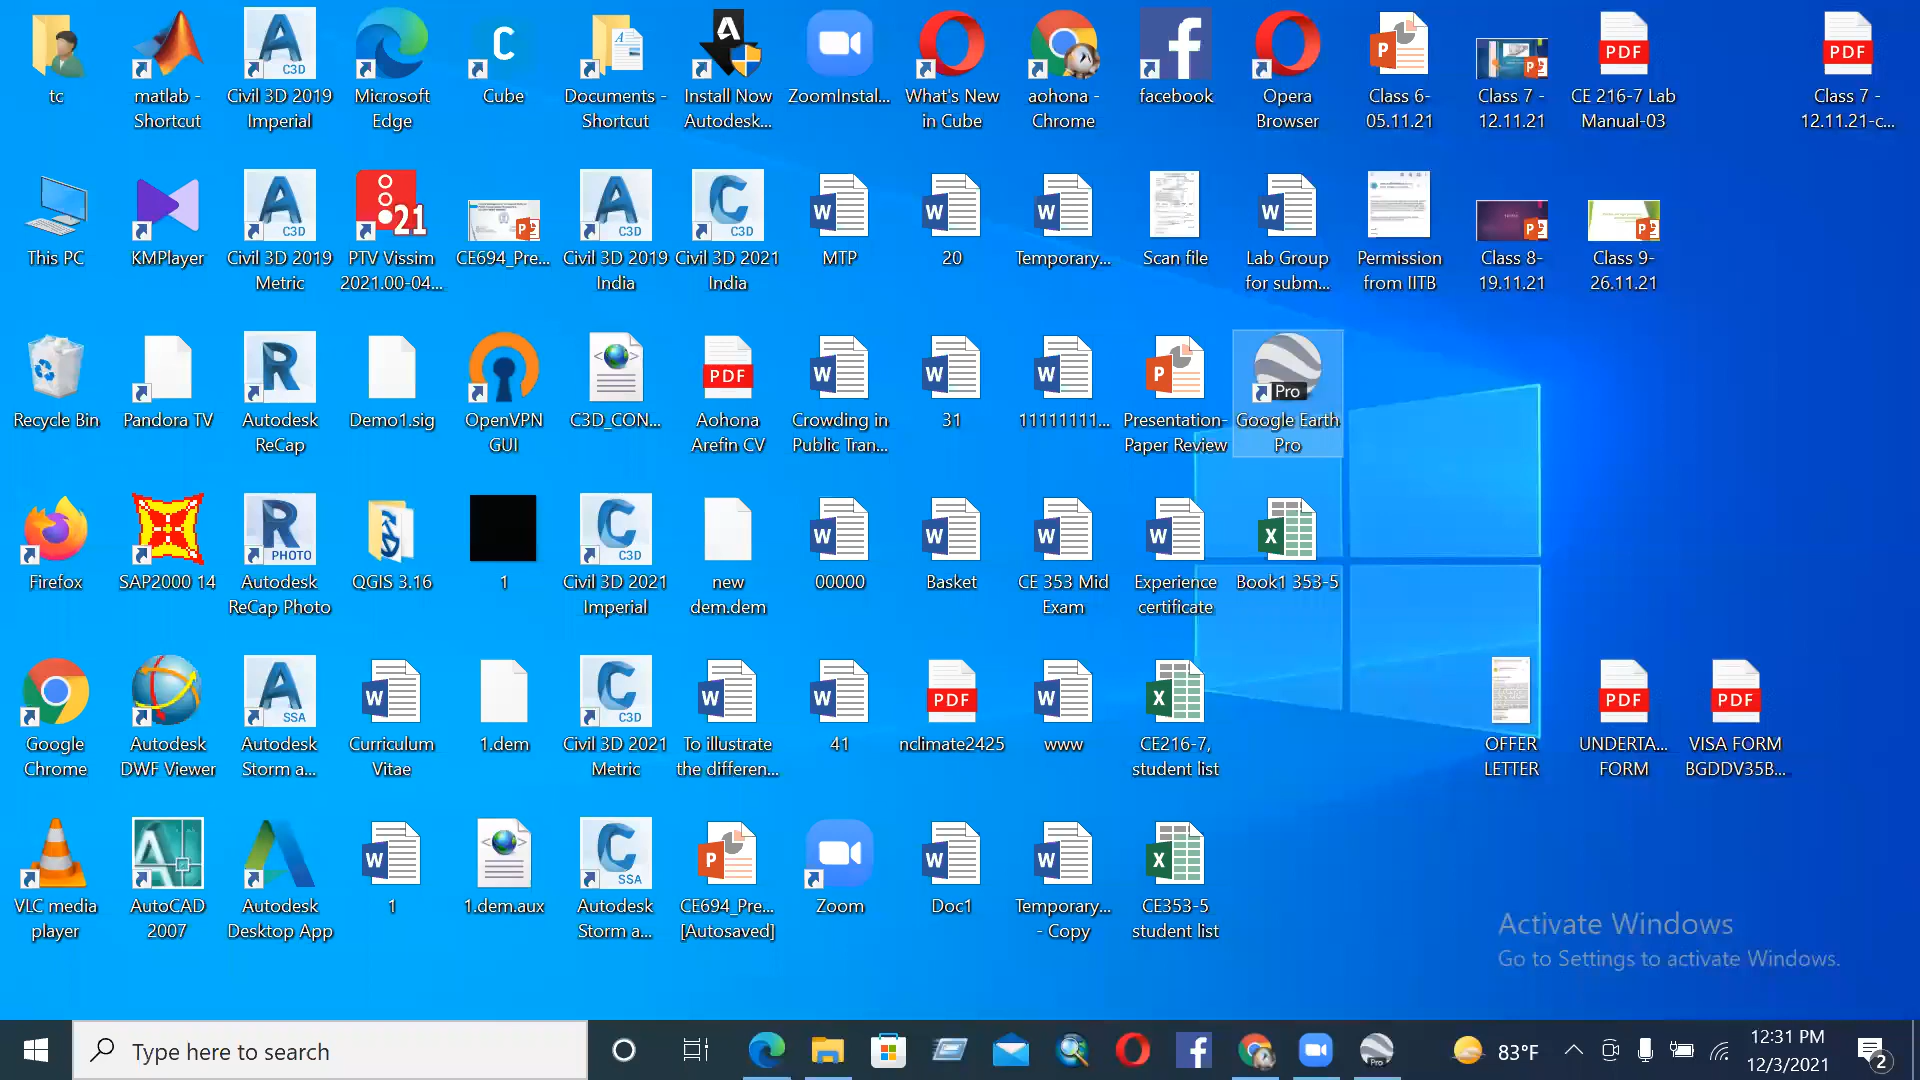 tc
matlab -
Shortcut
Civil 3D 2019
Imperial
Microsoft
Edge
Cube
Documents -
Shortcut
Install Now
Autodesk...
ZoomInstal...
What's New
in Cube
aohona -
Chrome
facebook
Opera
Browser
Class 6-
05.11.21
Class 7 -
12.11.21
CE 216-7 Lab
Manual-03
Class 7 -
12.11.21-c...
This PC
KMPlayer
Civil 3D 2019
Metric
PTV Vissim
2021.00-04...
CE694_Pre...
Civil 3D 2019
India
Civil 3D 2021
India
MTP
20
Temporary...
Scan file
Lab Group
for subm...
Permission
from IITB
Class 8-
19.11.21
Class 9-
26.11.21
Recycle Bin
Pandora TV
Autodesk
ReCap
Demo1.sig
OpenVPN
GUI
C3D_CON...
Aohona
Arefin CV
Crowding in
Public Tran...
31
11111111...
Presentation-
Paper Review
Google Earth
Pro
Firefox
SAP2000 14
Autodesk
ReCap Photo
QGIS 3.16
1
Civil 3D 2021
Imperial
new
dem.dem
00000
Basket
CE 353 Mid
Exam
Experience
certificate
Book1 353-5
Google
Chrome
Autodesk
DWF Viewer
Autodesk
Storm a...
Curriculum
Vitae
1.dem
Civil 3D 2021
Metric
To illustrate
the differen...
41
nclimate2425
www
CE216-7,
student list
OFFER
LETTER
UNDERTA...
FORM
VISA FORM
BGDDV35B...
VLC media
player
AutoCAD
2007
Autodesk
Desktop App
1
1.dem.aux
Autodesk
Storm a...
CE694_Pre...
[Autosaved]
Zoom
Doc1
Temporary...
- Copy
CE353-5
student list
Activate Windows
Go to Settings to activate Windows.
Type here to search
83°F
12:31 PM
12/3/2021
2